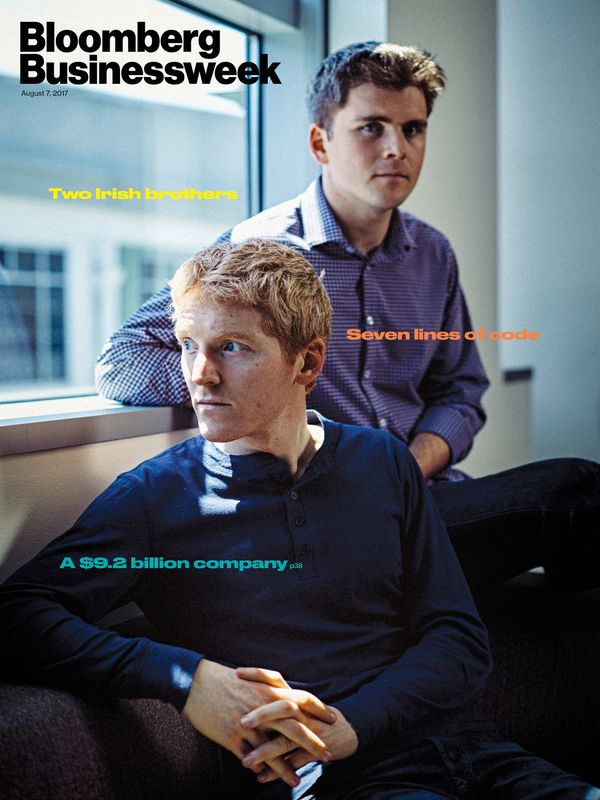 Bloomberg
Businessweek
August 7, 2017
Two Irish brothers
Seven lines of code
A $9.2 billion company p38